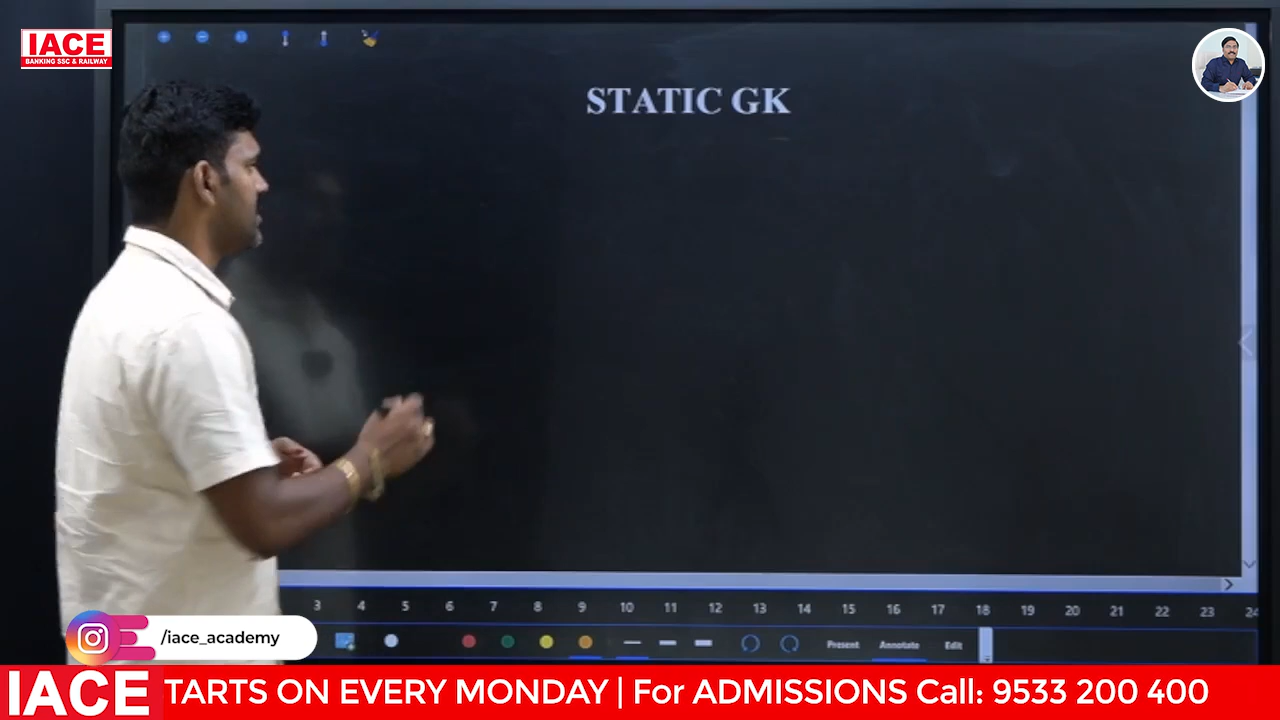 IACE
BANKING SSC & RAILWAY
STATIC GK
3 4 5 6 7 8 9 10 11 12 13 14 15 16 17 18 19 20 21 22 23 24
Present Annotate Edit
/iace_academy
IACE TARTS ON EVERY MONDAY | For ADMISSIONS Call: 9533 200 400